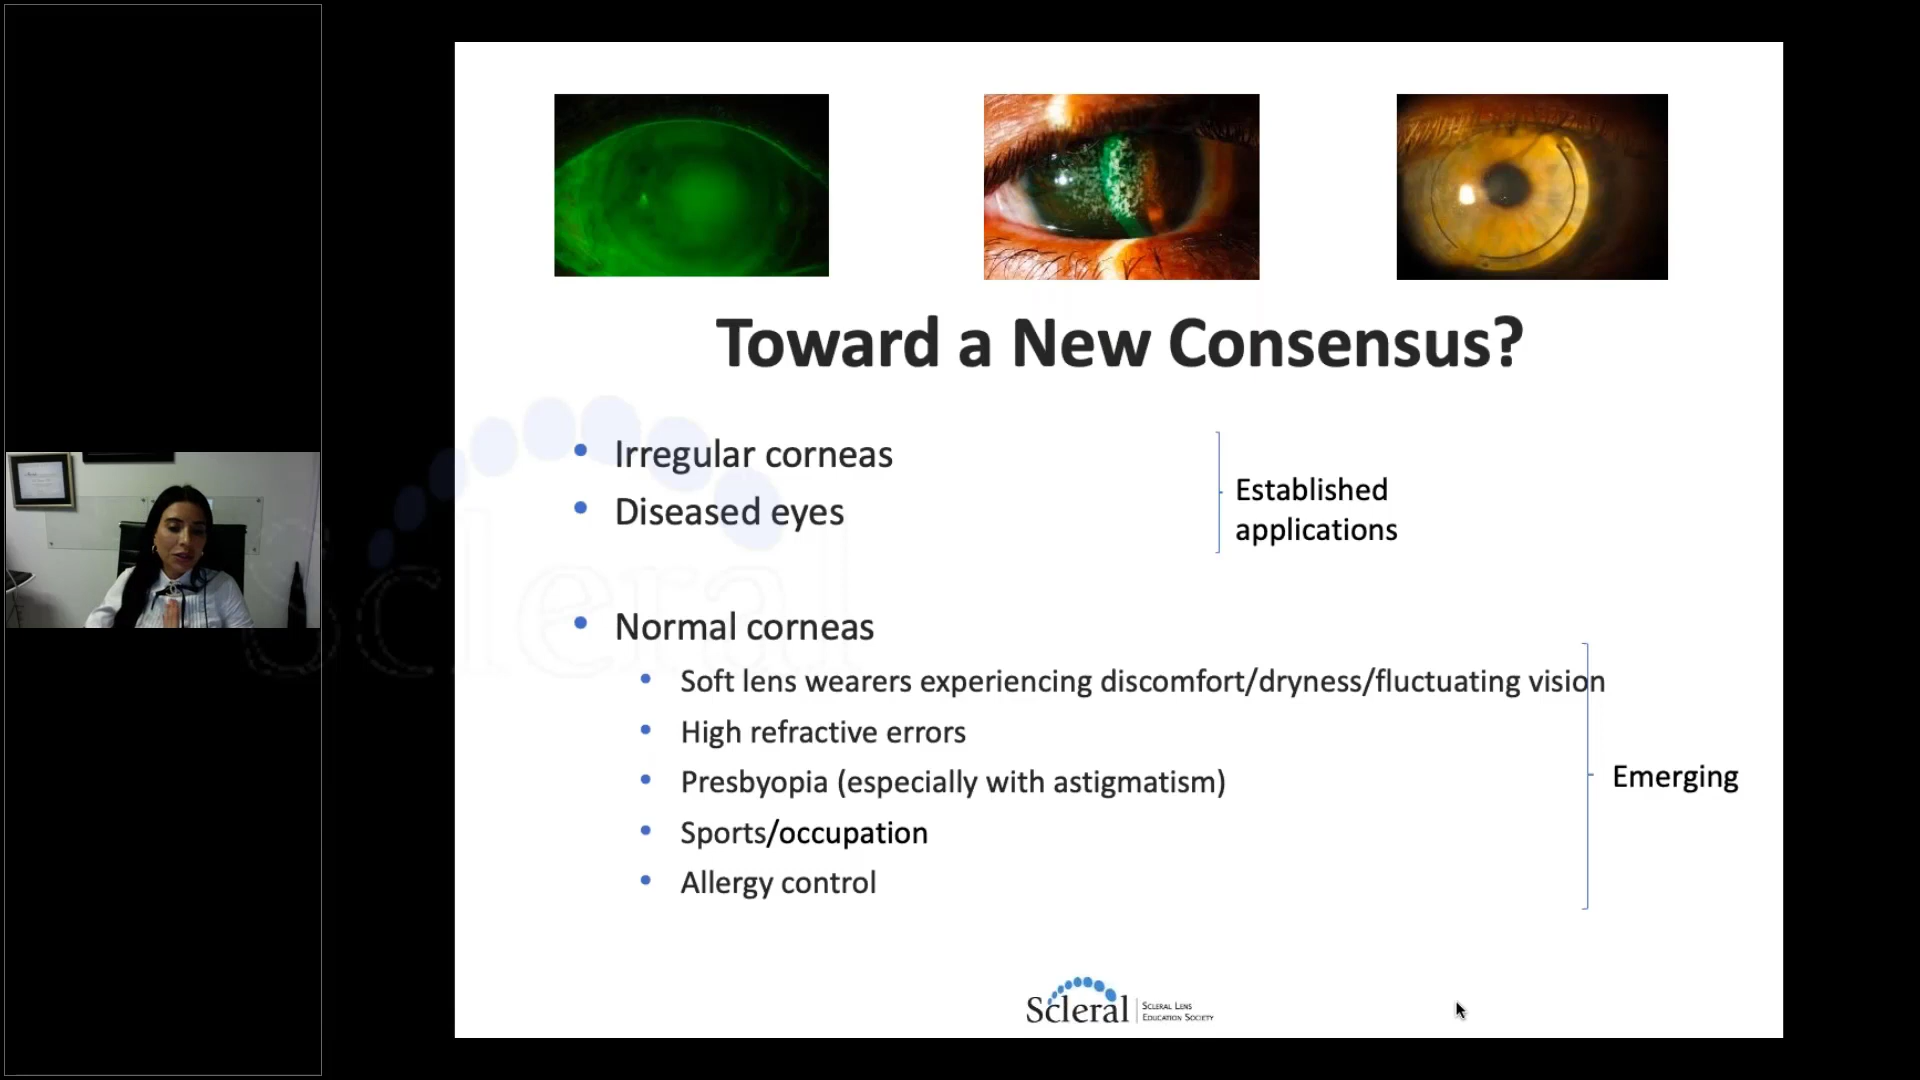 Toward a New Consensus?
• Irregular corneas
• Diseased eyes
Established
applications
• Normal corneas
• Soft lens wearers experiencing discomfort/dryness/fluctuating vision
• High refractive errors
• Presbyopia (especially with astigmatism)
• Sports/occupation
• Allergy control
Emerging
Scleral
Scleral
SCLERAL LENS
EDUCATION SOCIETY